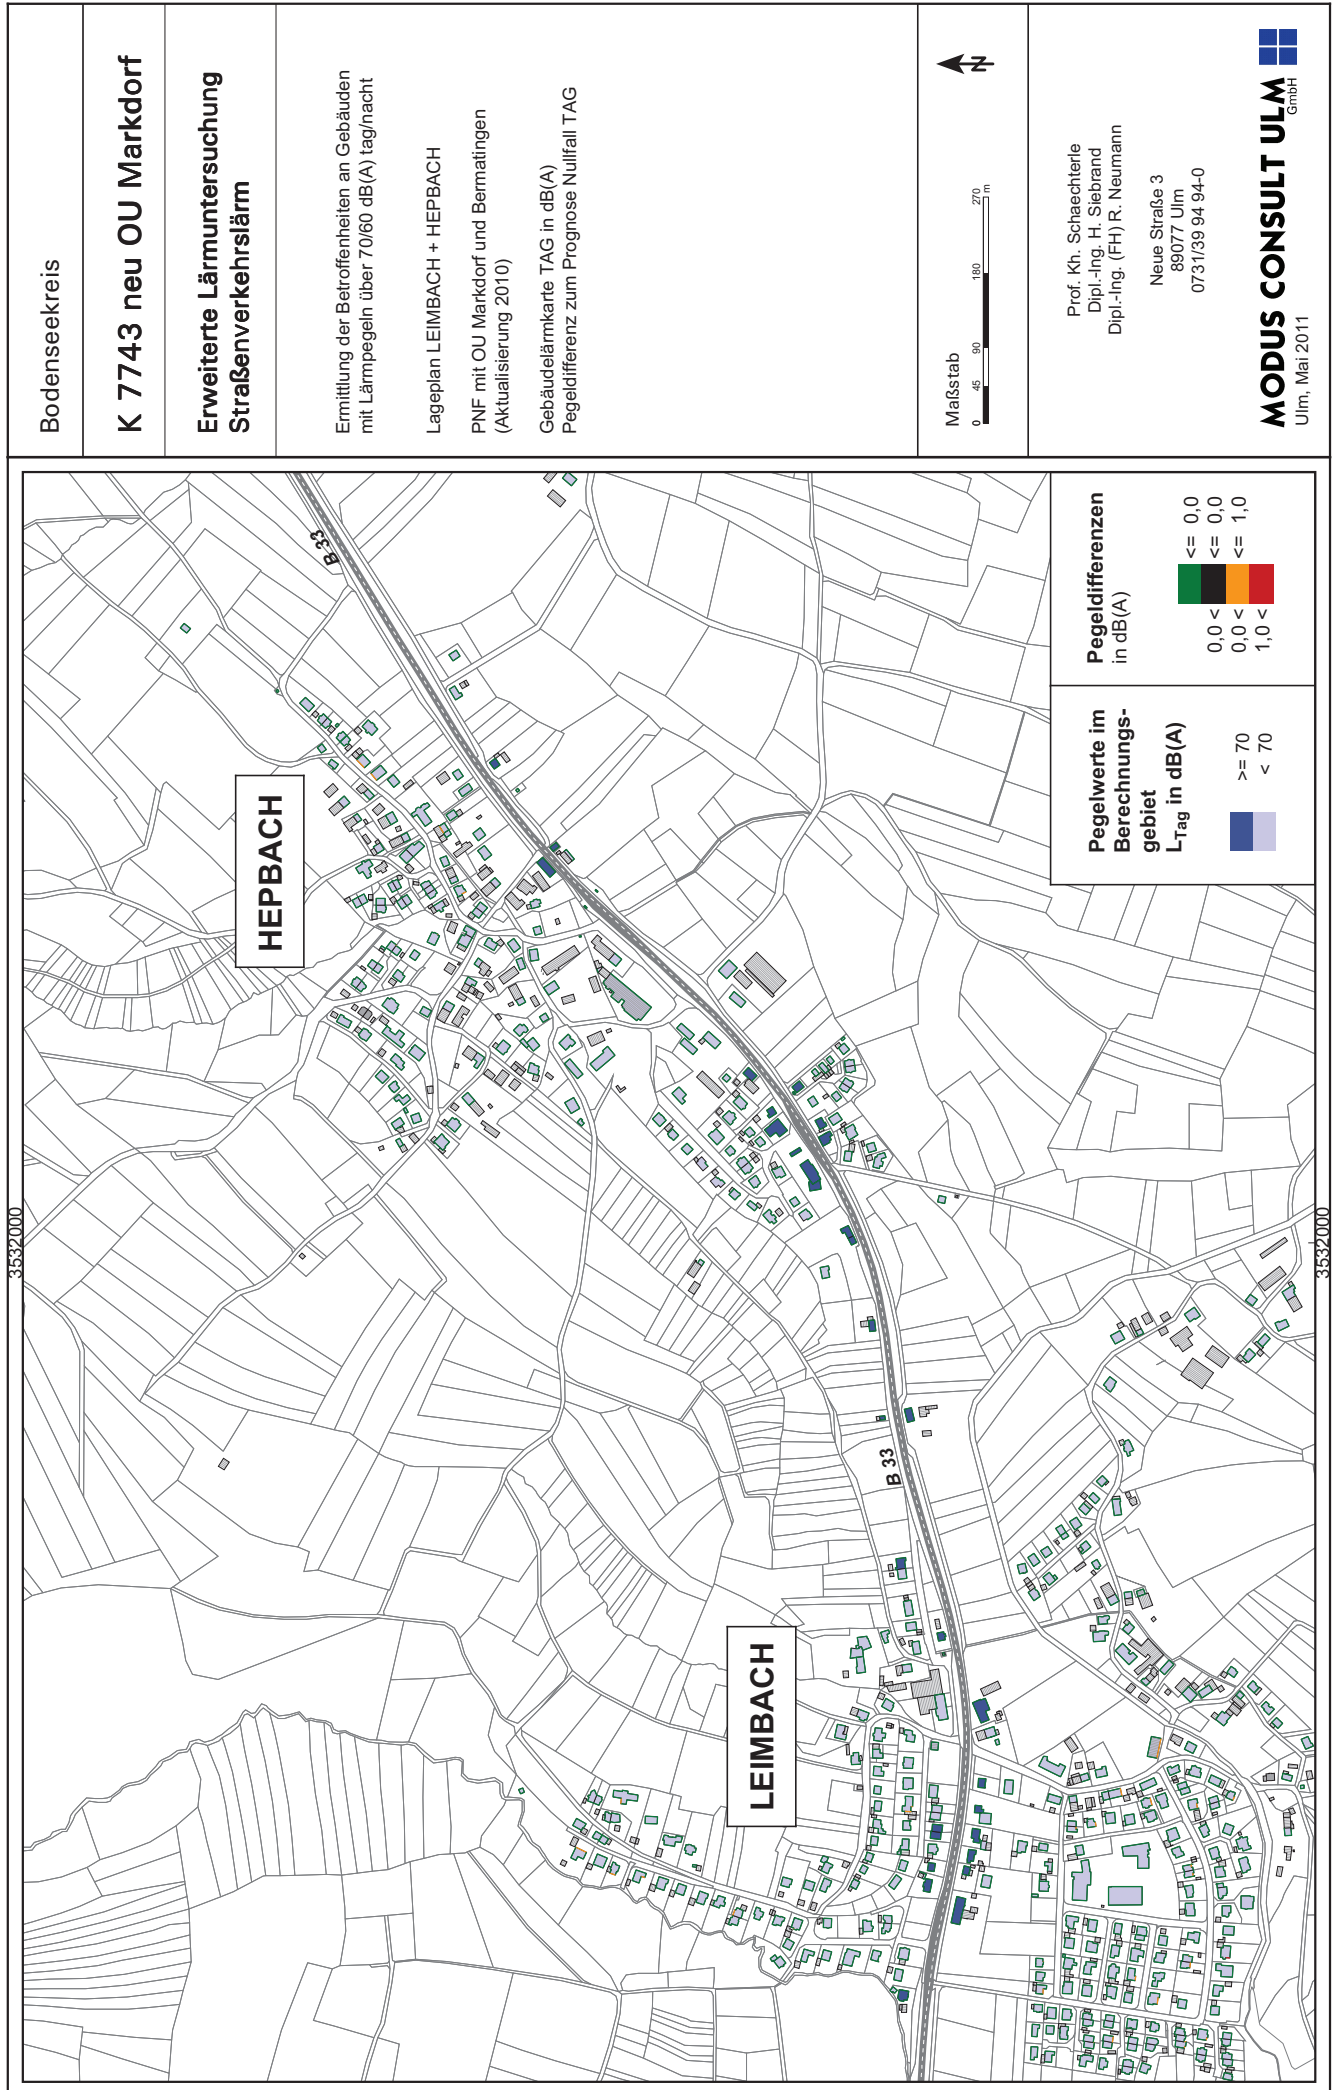 Bodenseekreis
K 7743 neu OU Markdorf
Erweiterte Lärmuntersuchung
Straßenverkehrslärm
Ermittlung der Betroffenheiten an Gebäuden
mit Lärmpegeln über 70/60 dB(A) tag/nacht
Lageplan LEIMBACH + HEPBACH
PNF mit OU Markdorf und Bermatingen
(Aktualisierung 2010)
Gebäudelärmkarte TAG in dB(A)
Pegeldifferenz zum Prognose Nullfall TAG
Maßstab
0 45 90 180 270
m
N
Prof. Kh. Schaechterle
Dipl.-Ing. H. Siebrand
Dipl.-Ing. (FH) R. Neumann
Neue Straße 3
89077 Ulm
0731/39 94 94-0
MODUS CONSULT ULM
GmbH
Ulm, Mai 2011
3532000
HEPBACH
B 33
LEIMBACH
B 33
3532000
Pegelwerte im
Berechnungs-
gebiet
LTag in dB(A)
>= 70
< 70
Pegeldifferenzen
in dB(A)
<= 0,0
0,0 < <= 0,0
0,0 < <= 1,0
1,0 <